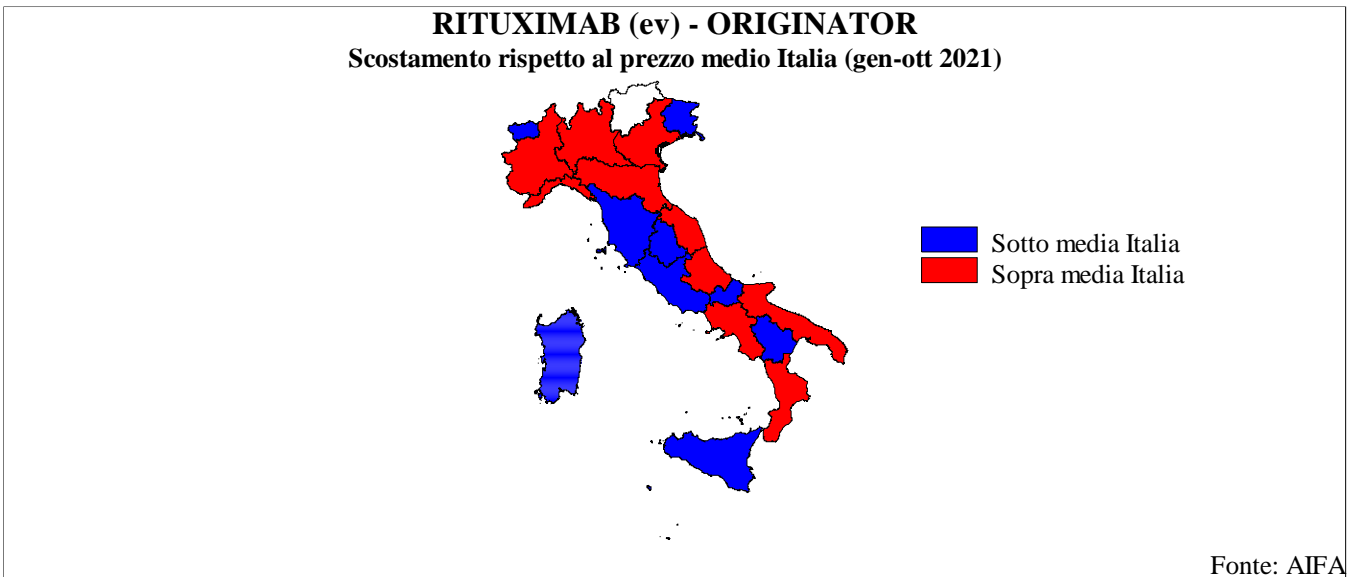 RITUXIMAB (ev) - ORIGINATOR
Scostamento rispetto al prezzo medio Italia (gen-ott 2021)
Sotto media Italia
Sopra media Italia
Fonte: AIFA